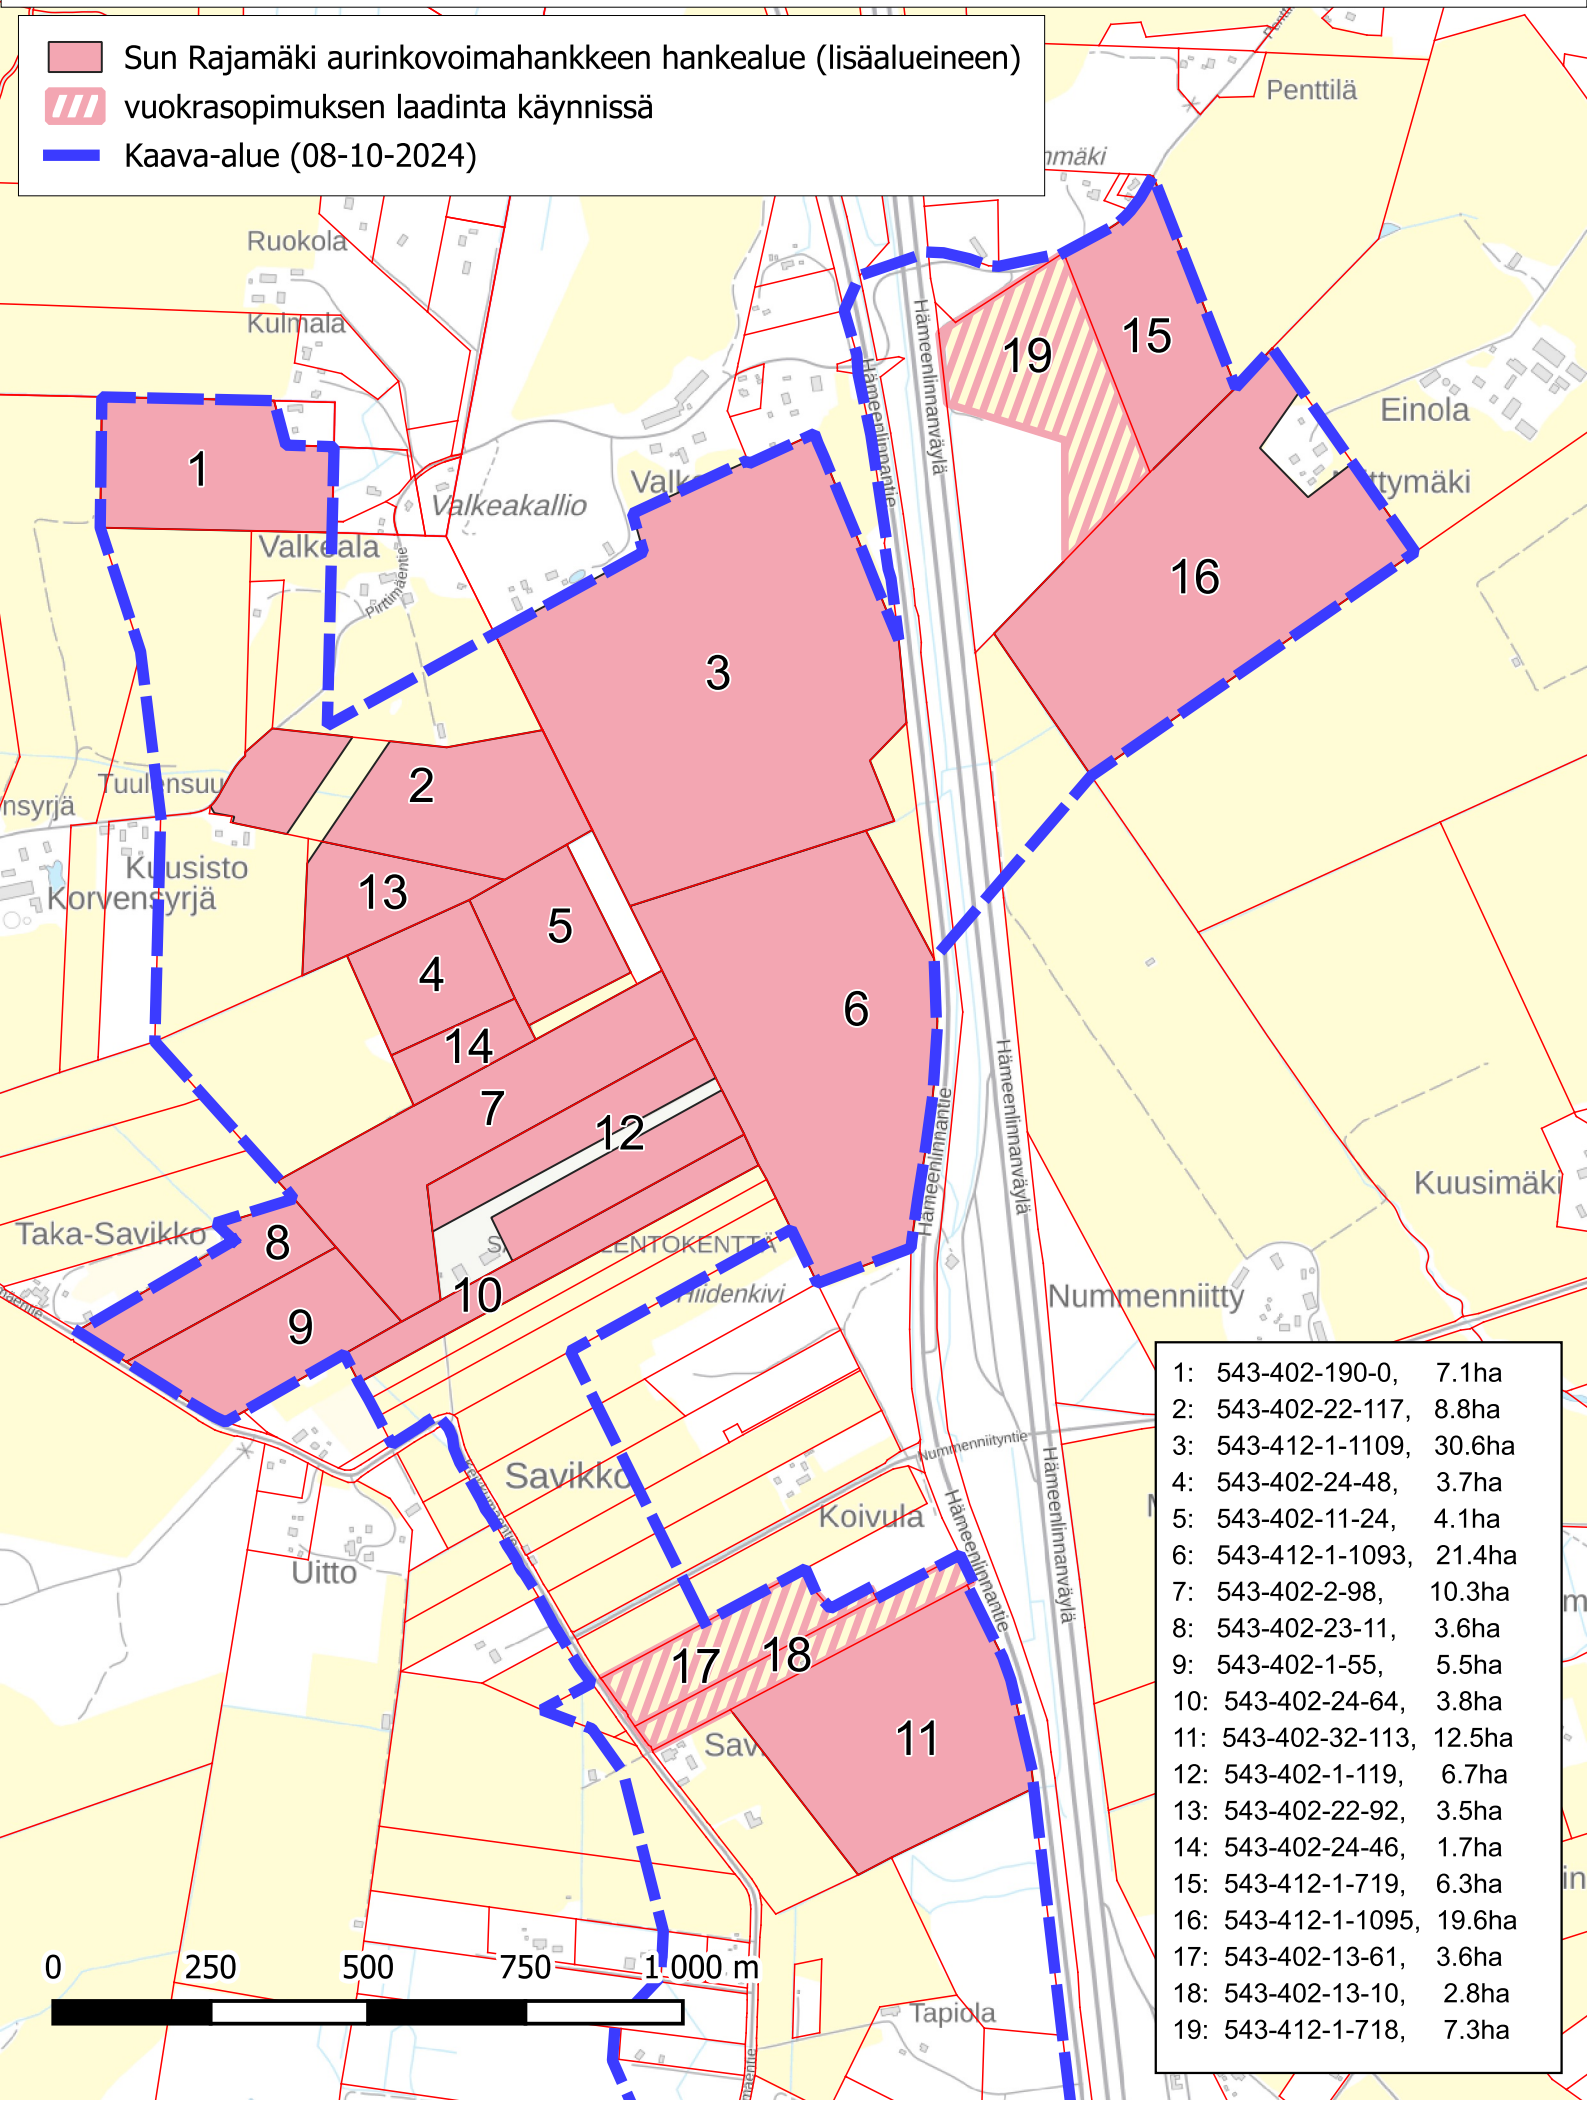 Sun Rajamäki aurinkovoimahankkeen hankealue (lisäalueineen)
vuokrasopimuksen laadinta käynnissä
Kaava-alue (08-10-2024)
Penttilä
Ruokola
Kulmala
Hämeenlinnanväylä
Hämeenlinnantie
19
15
Einola
1
Valkeakallio
Valkeala
Pirttimäentie
16
3
2
Tuulensuu
nsyrjä
Kuusisto
Korvensyrjä
13
5
4
6
14
7
12
Hämeenlinnanväylä
Hämeenlinnantie
Kuusimäki
Taka-Savikko
8
LENTOKENTTÄ
Hiidenkivi
10
Nummenniitty
9
Nummenniityntie
Savikko
Koivula
Hämeenlinnantie
Hämeenlinnanväylä
Uitto
17
18
11
Sav
Tapiola
0 250 500 750 1 000 m
1: 543-402-190-0, 7.1ha
2: 543-402-22-117, 8.8ha
3: 543-412-1-1109, 30.6ha
4: 543-402-24-48, 3.7ha
5: 543-402-11-24, 4.1ha
6: 543-412-1-1093, 21.4ha
7: 543-402-2-98, 10.3ha
8: 543-402-23-11, 3.6ha
9: 543-402-1-55, 5.5ha
10: 543-402-24-64, 3.8ha
11: 543-402-32-113, 12.5ha
12: 543-402-1-119, 6.7ha
13: 543-402-22-92, 3.5ha
14: 543-402-24-46, 1.7ha
15: 543-412-1-719, 6.3ha
16: 543-412-1-1095, 19.6ha
17: 543-402-13-61, 3.6ha
18: 543-402-13-10, 2.8ha
19: 543-412-1-718, 7.3ha